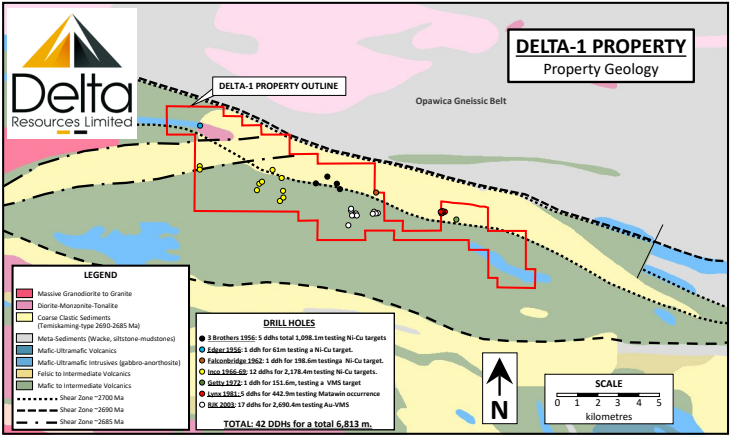 Delta
Resources Limited
DELTA-1 PROPERTY
Property Geology
DELTA-1 PROPERTY OUTLINE
Opawica Gneissic Belt
LEGEND
Massive Granodiorite to Granite
Diorite-Monzonite-Tonalite
Coarse Clastic Sediments
(Temiskaming-type 2690-2685 Ma)
Meta-Sediments (Wacke, siltstone-mudstones)
Mafic-Ultramafic Volcanics
Mafic-Ultramafic Intrusives (gabbro-anorthosite)
Felsic to Intermediate Volcanics
Mafic to Intermediate Volcanics
Shear Zone ~2700 Ma
Shear Zone ~2690 Ma
Shear Zone ~2685 Ma
DRILL HOLES
3 Brothers 1956: 5 ddhs total 1,098.1m testing Ni-Cu targets
Edger 1956: 1 ddh for 61m testing a Ni-Cu target.
Falconbridge 1962: 1 ddh for 198.6m testinga Ni-Cu target.
Inco 1966-69: 12 ddhs for 2,178.4m testing Ni-Cu targets.
Getty 1972: 1 ddh for 151.6m, testing a VMS target
Lynx 1981: 5 ddhs for 442.9m testing Matawin occurrence
RJK 2003: 17 ddhs for 2,690.4m testing Au-VMS
TOTAL: 42 DDHs for a total 6,813 m.
N
SCALE
0 1 2 3 4 5
kilometres